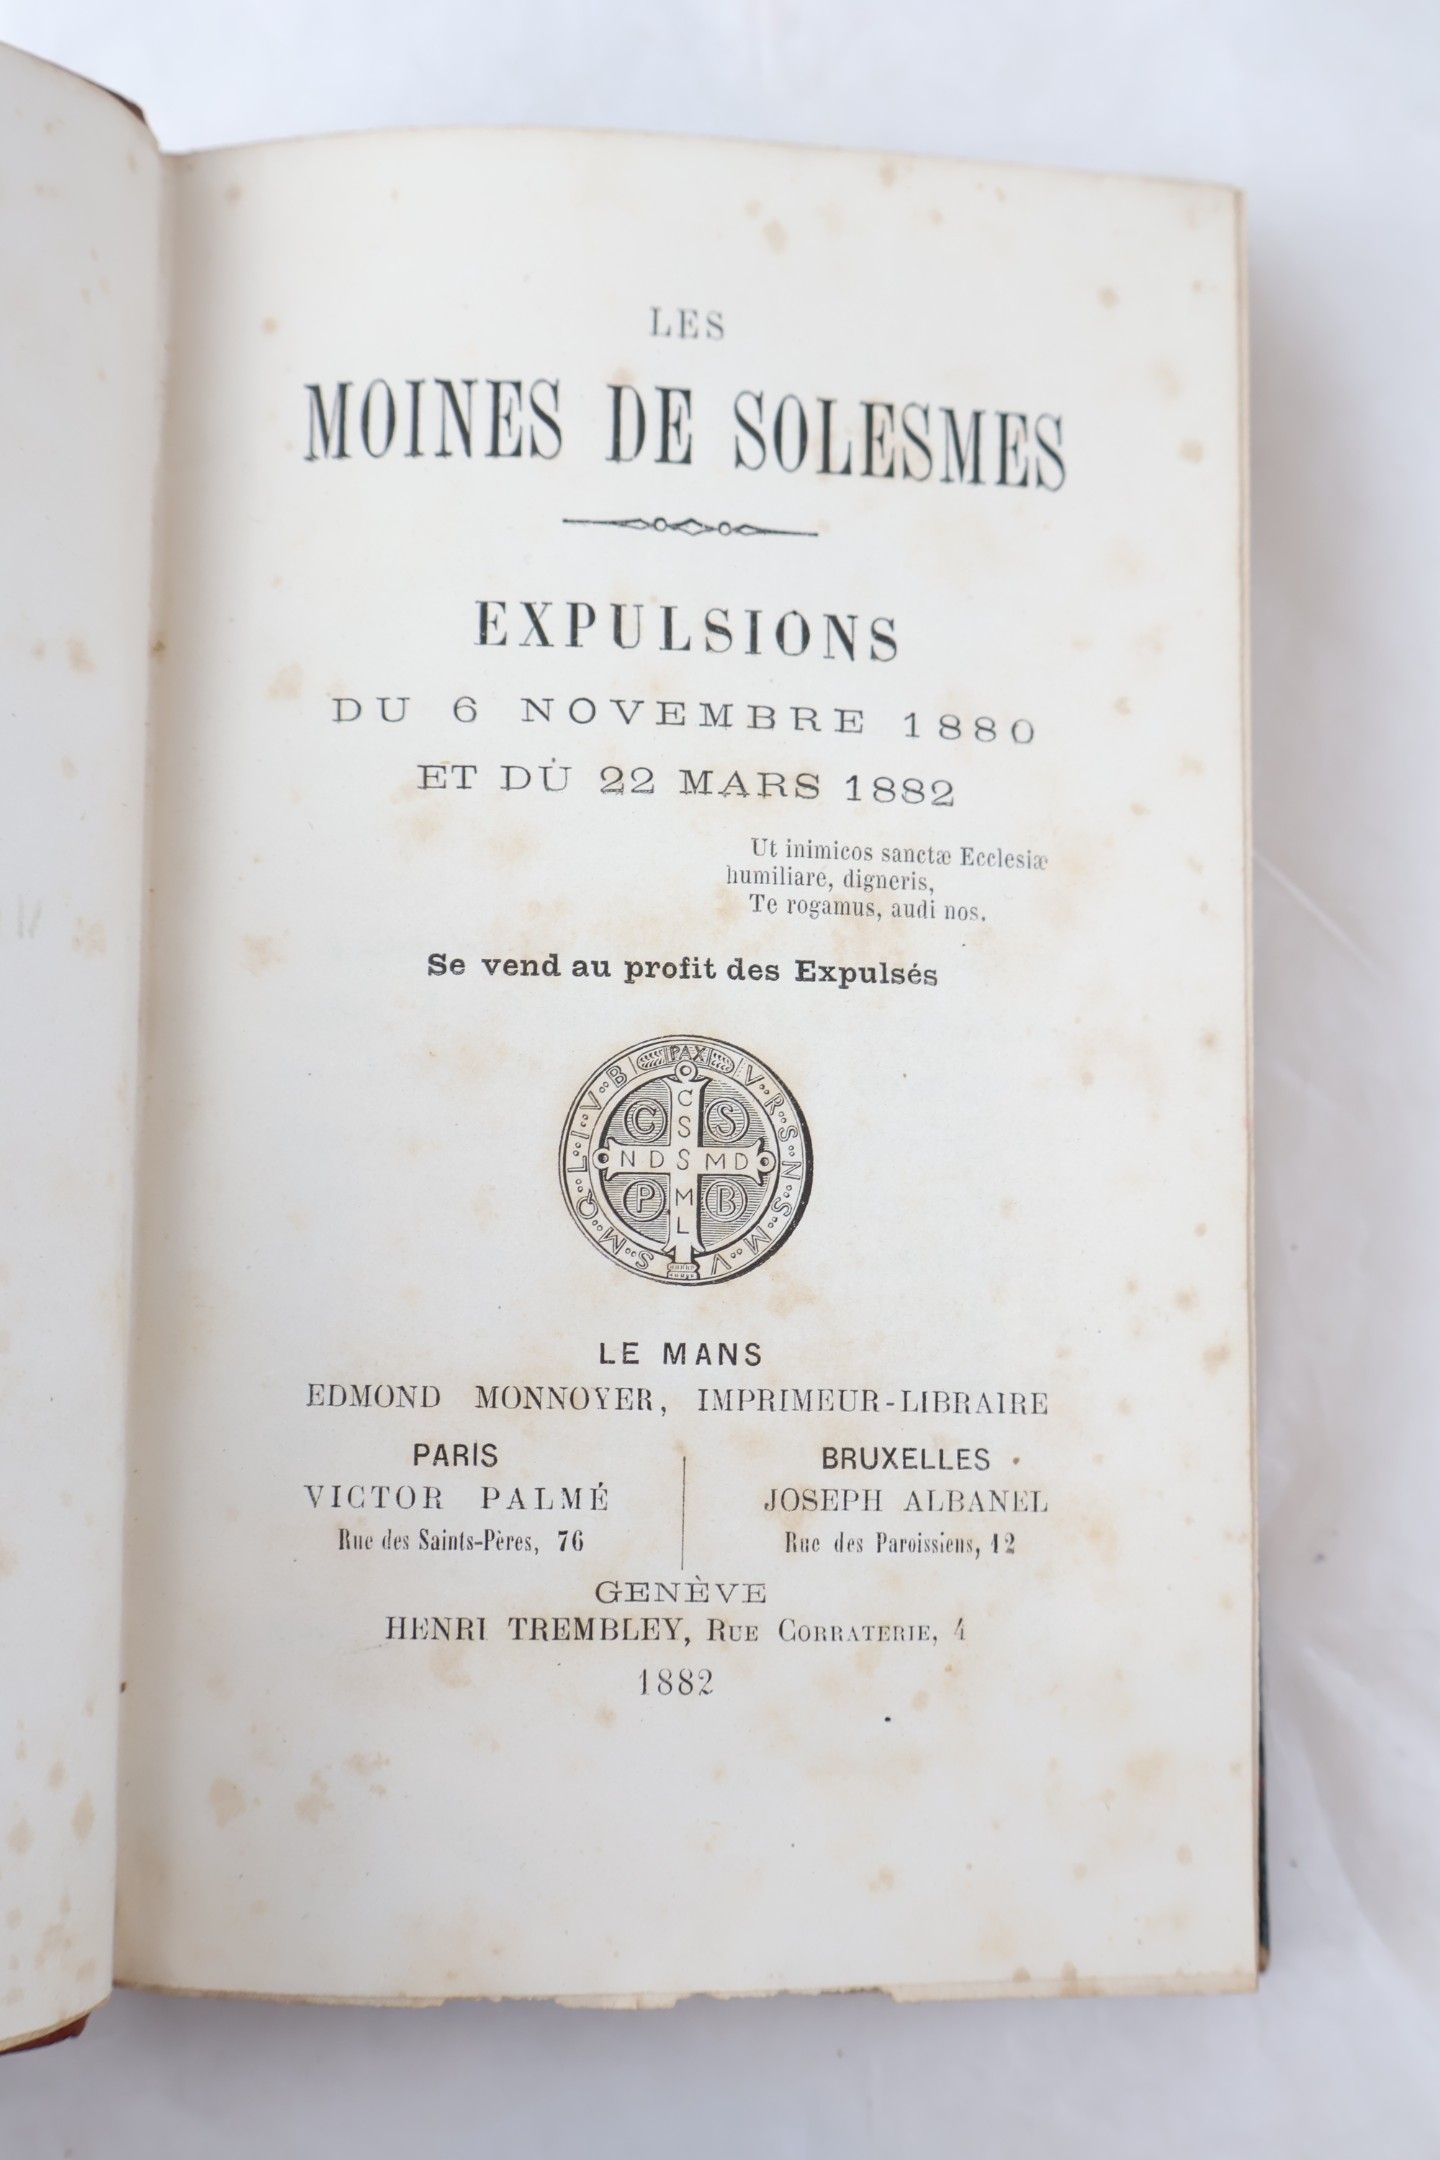 LES
MOINES DE SOLESMES
EXPULSIONS
DU 6 NOVEMBRE 1880
ET DU 22 MARS 1882
Ut inimicos sanctæ Ecclesiæ
humiliare, digneris,
Te rogamus, audi nos.
Se vend au profit des Expulsés
PAX
V·R·S·N·S·M·V·S·M·Q·L·I·V·B
C S
C
S
N D S M D
M
L
P B
LE MANS
EDMOND MONNOYER, IMPRIMEUR-LIBRAIRE
PARIS
VICTOR PALMÉ
Rue des Saints-Pères, 76
BRUXELLES
JOSEPH ALBANEL
Rue des Paroissiens, 12
GENÈVE
HENRI TREMBLEY, RUE CORRATERIE, 4
1882